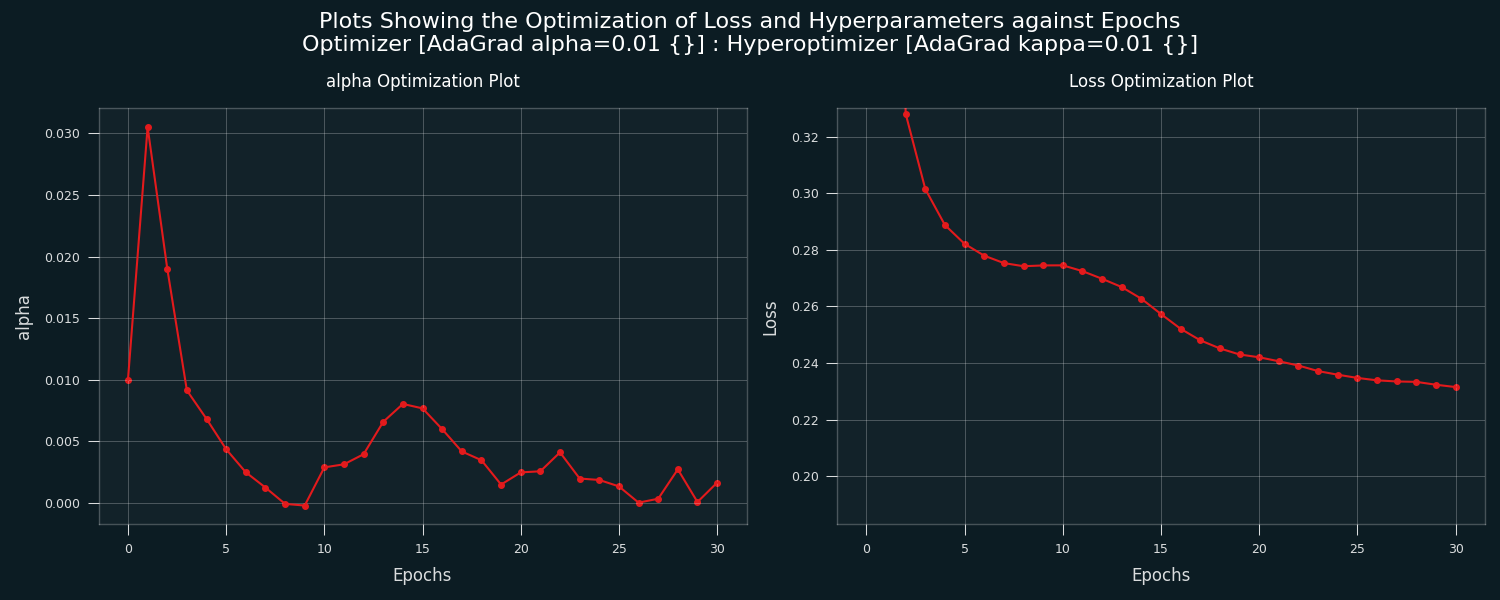 Plots Showing the Optimization of Loss and Hyperparameters against Epochs
Optimizer [AdaGrad alpha=0.01 {}] : Hyperoptimizer [AdaGrad kappa=0.01 {}]
alpha Optimization Plot
0.030
0.025
0.020
0.015
0.010
0.005
0.000
alpha
0 5 10 15 20 25 30
Epochs
Loss Optimization Plot
0.32
0.30
0.28
0.26
0.24
0.22
0.20
Loss
0 5 10 15 20 25 30
Epochs